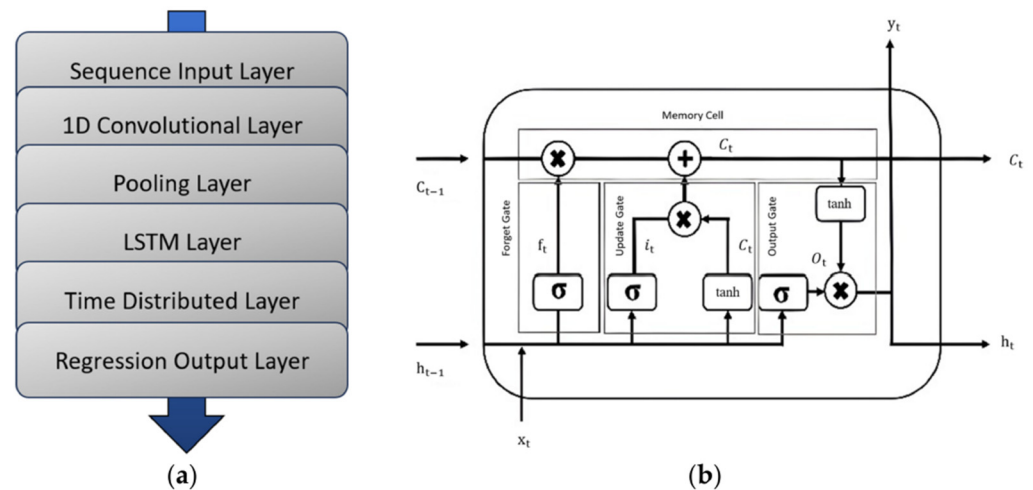 Sequence Input Layer
1D Convolutional Layer
Pooling Layer
LSTM Layer
Time Distributed Layer
Regression Output Layer
(a)
yₜ
Memory Cell
Cₜ
Cₜ
Cₜ₋₁
tanh
Forget Gate
Update Gate
Output Gate
fₜ
iₜ
Cₜ
Oₜ
σ
σ
tanh
σ
hₜ₋₁
hₜ
xₜ
(b)